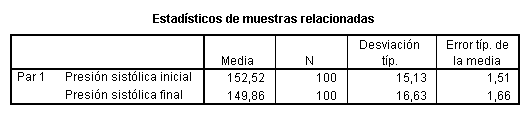 Estadísticos de muestras relacionadas
Media N Desviación típ. Error típ. de la media
Par 1 Presión sistólica inicial 152,52 100 15,13 1,51
Presión sistólica final 149,86 100 16,63 1,66